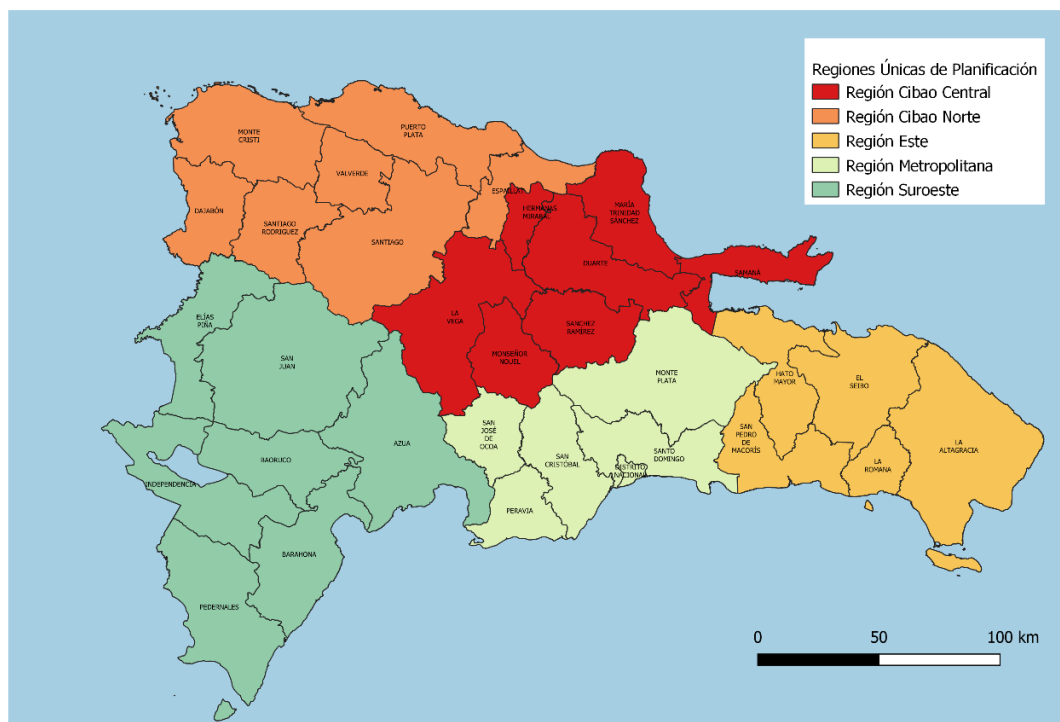 Regiones Únicas de Planificación
Región Cibao Central
Región Cibao Norte
Región Este
Región Metropolitana
Región Suroeste
MONTE
CRISTI
PUERTO
PLATA
VALVERDE
ESPAILLAT
DAJABÓN
SANTIAGO
RODRIGUEZ
SANTIAGO
HERMANAS
MIRABAL
MARÍA
TRINIDAD
SÁNCHEZ
DUARTE
SAMANÁ
ELÍAS
PIÑA
LA
VEGA
SANCHEZ
RAMÍREZ
MONSEÑOR
NOUEL
SAN
JUAN
MONTE
PLATA
HATO
MAYOR
EL
SEIBO
SAN
JOSÉ
DE
OCOA
AZUA
SAN
PEDRO
DE
MACORÍS
LA
ALTAGRACIA
BAORUCO
SAN
CRISTÓBAL
SANTO
DOMINGO
DISTRITO
NACIONAL
LA
ROMANA
INDEPENDENCIA
PERAVIA
BARAHONA
PEDERNALES
0 50 100 km